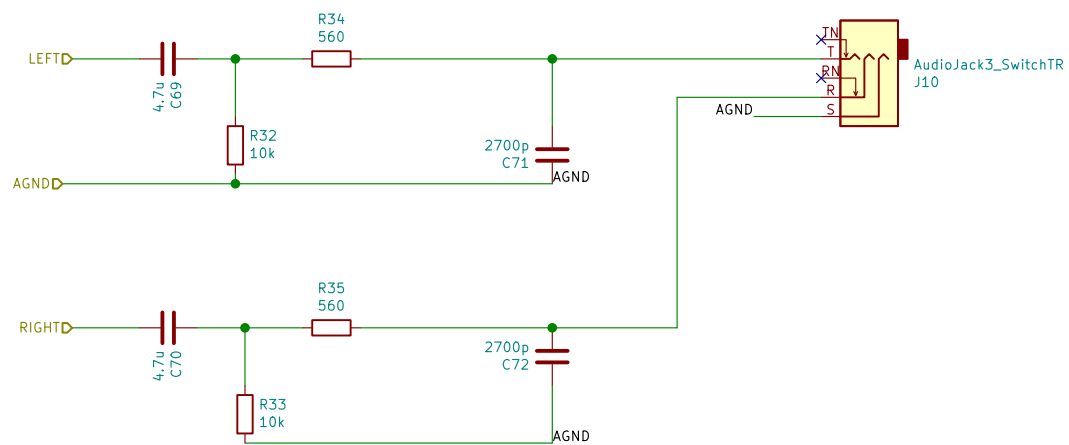 R34
560
LEFT
4.7u
C69
R32
10k
2700p
C71
AGND
AGND
TN
T
RN
R
S
AGND
AudioJack3_SwitchTR
J10
R35
560
RIGHT
4.7u
C70
2700p
C72
R33
10k
AGND